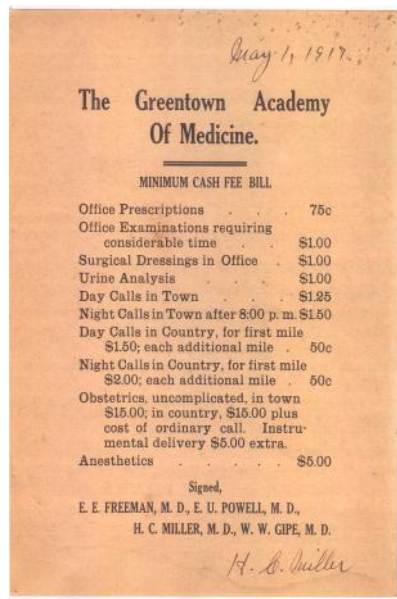 May 1, 1917.
The Greentown Academy
Of Medicine.
MINIMUM CASH FEE BILL
Office Prescriptions . . . 75c
Office Examinations requiring
considerable time . . $1.00
Surgical Dressings in Office . $1.00
Urine Analysis . . . $1.00
Day Calls in Town . . . $1.25
Night Calls in Town after 8:00 p. m. $1.50
Day Calls in Country, for first mile
$1.50; each additional mile . 50c
Night Calls in Country, for first mile
$2.00; each additional mile . 50c
Obstetrics, uncomplicated, in town
$15.00; in country, $15.00 plus
cost of ordinary call. Instru-
mental delivery $5.00 extra.
Anesthetics . . . . . $5.00
Signed,
E. E. FREEMAN, M. D., E. U. POWELL, M. D.,
H. C. MILLER, M. D., W. W. GIPE, M. D.
H. C. Miller